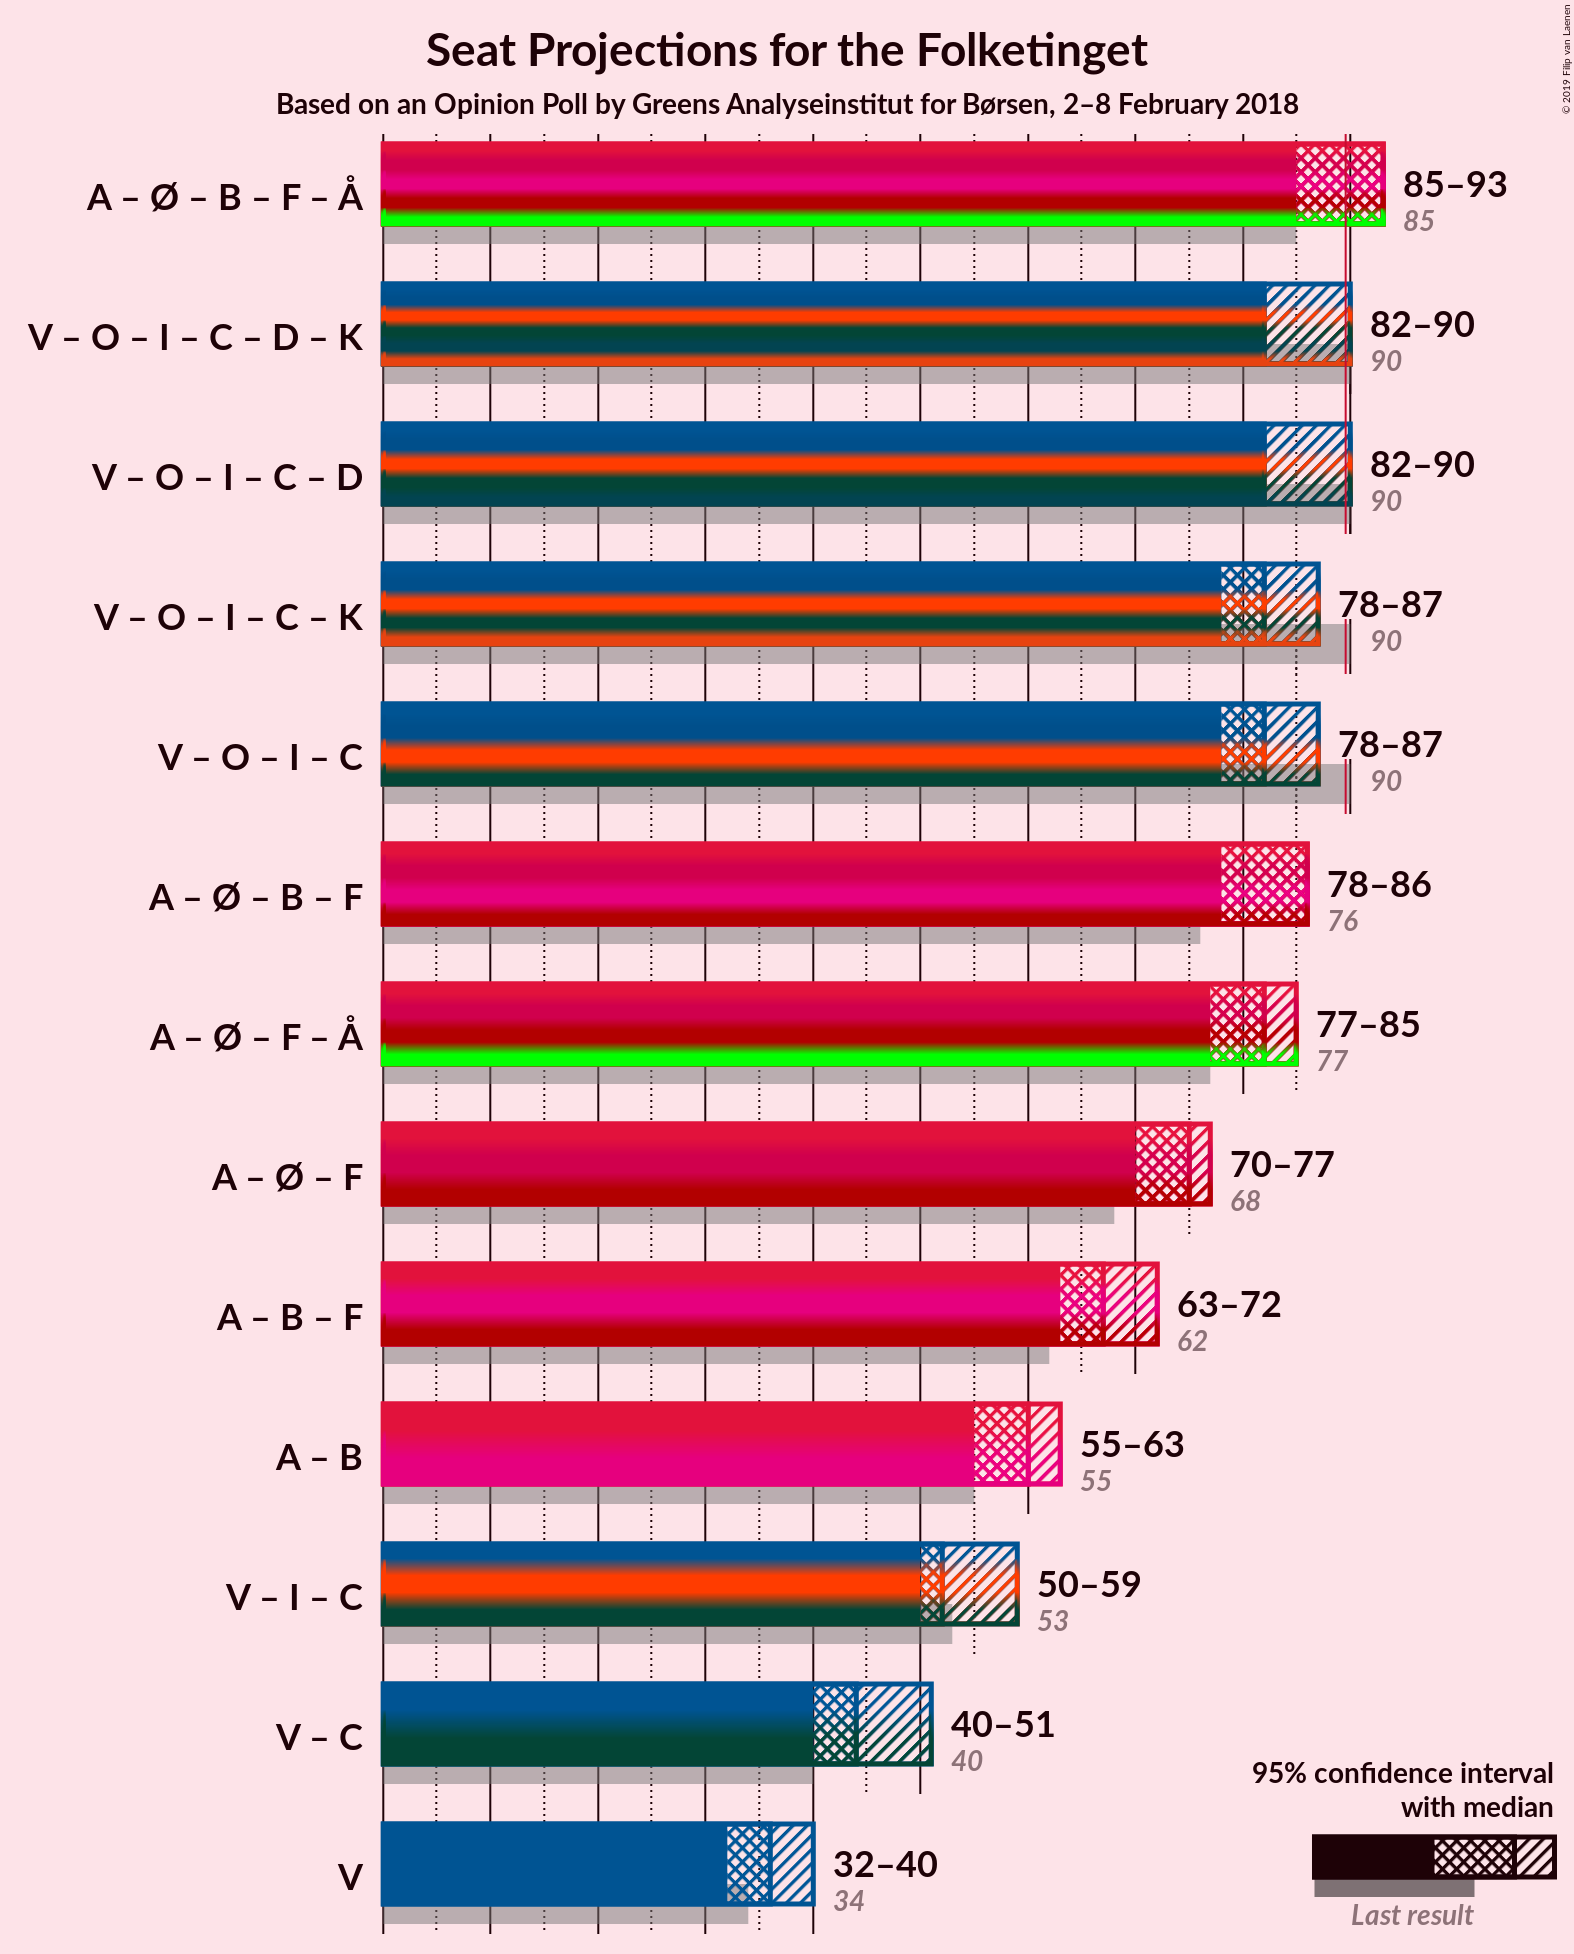 Seat Projections for the Folketinget
Based on an Opinion Poll by Greens Analyseinstitut for Børsen, 2–8 February 2018
© 2019 Filip van Laenen
A – Ø – B – F – Å
85–93
85
V – O – I – C – D – K
82–90
90
V – O – I – C – D
82–90
90
V – O – I – C – K
78–87
90
V – O – I – C
78–87
90
A – Ø – B – F
78–86
76
A – Ø – F – Å
77–85
77
A – Ø – F
70–77
68
A – B – F
63–72
62
A – B
55–63
55
V – I – C
50–59
53
V – C
40–51
40
V
32–40
34
95% confidence interval
with median
Last result